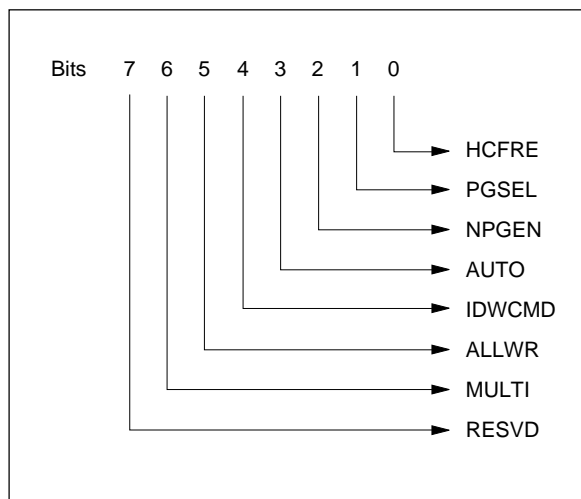 Bits 7 6 5 4 3 2 1 0
HCFRE
PGSEL
NPGEN
AUTO
IDWCMD
ALLWR
MULTI
RESVD